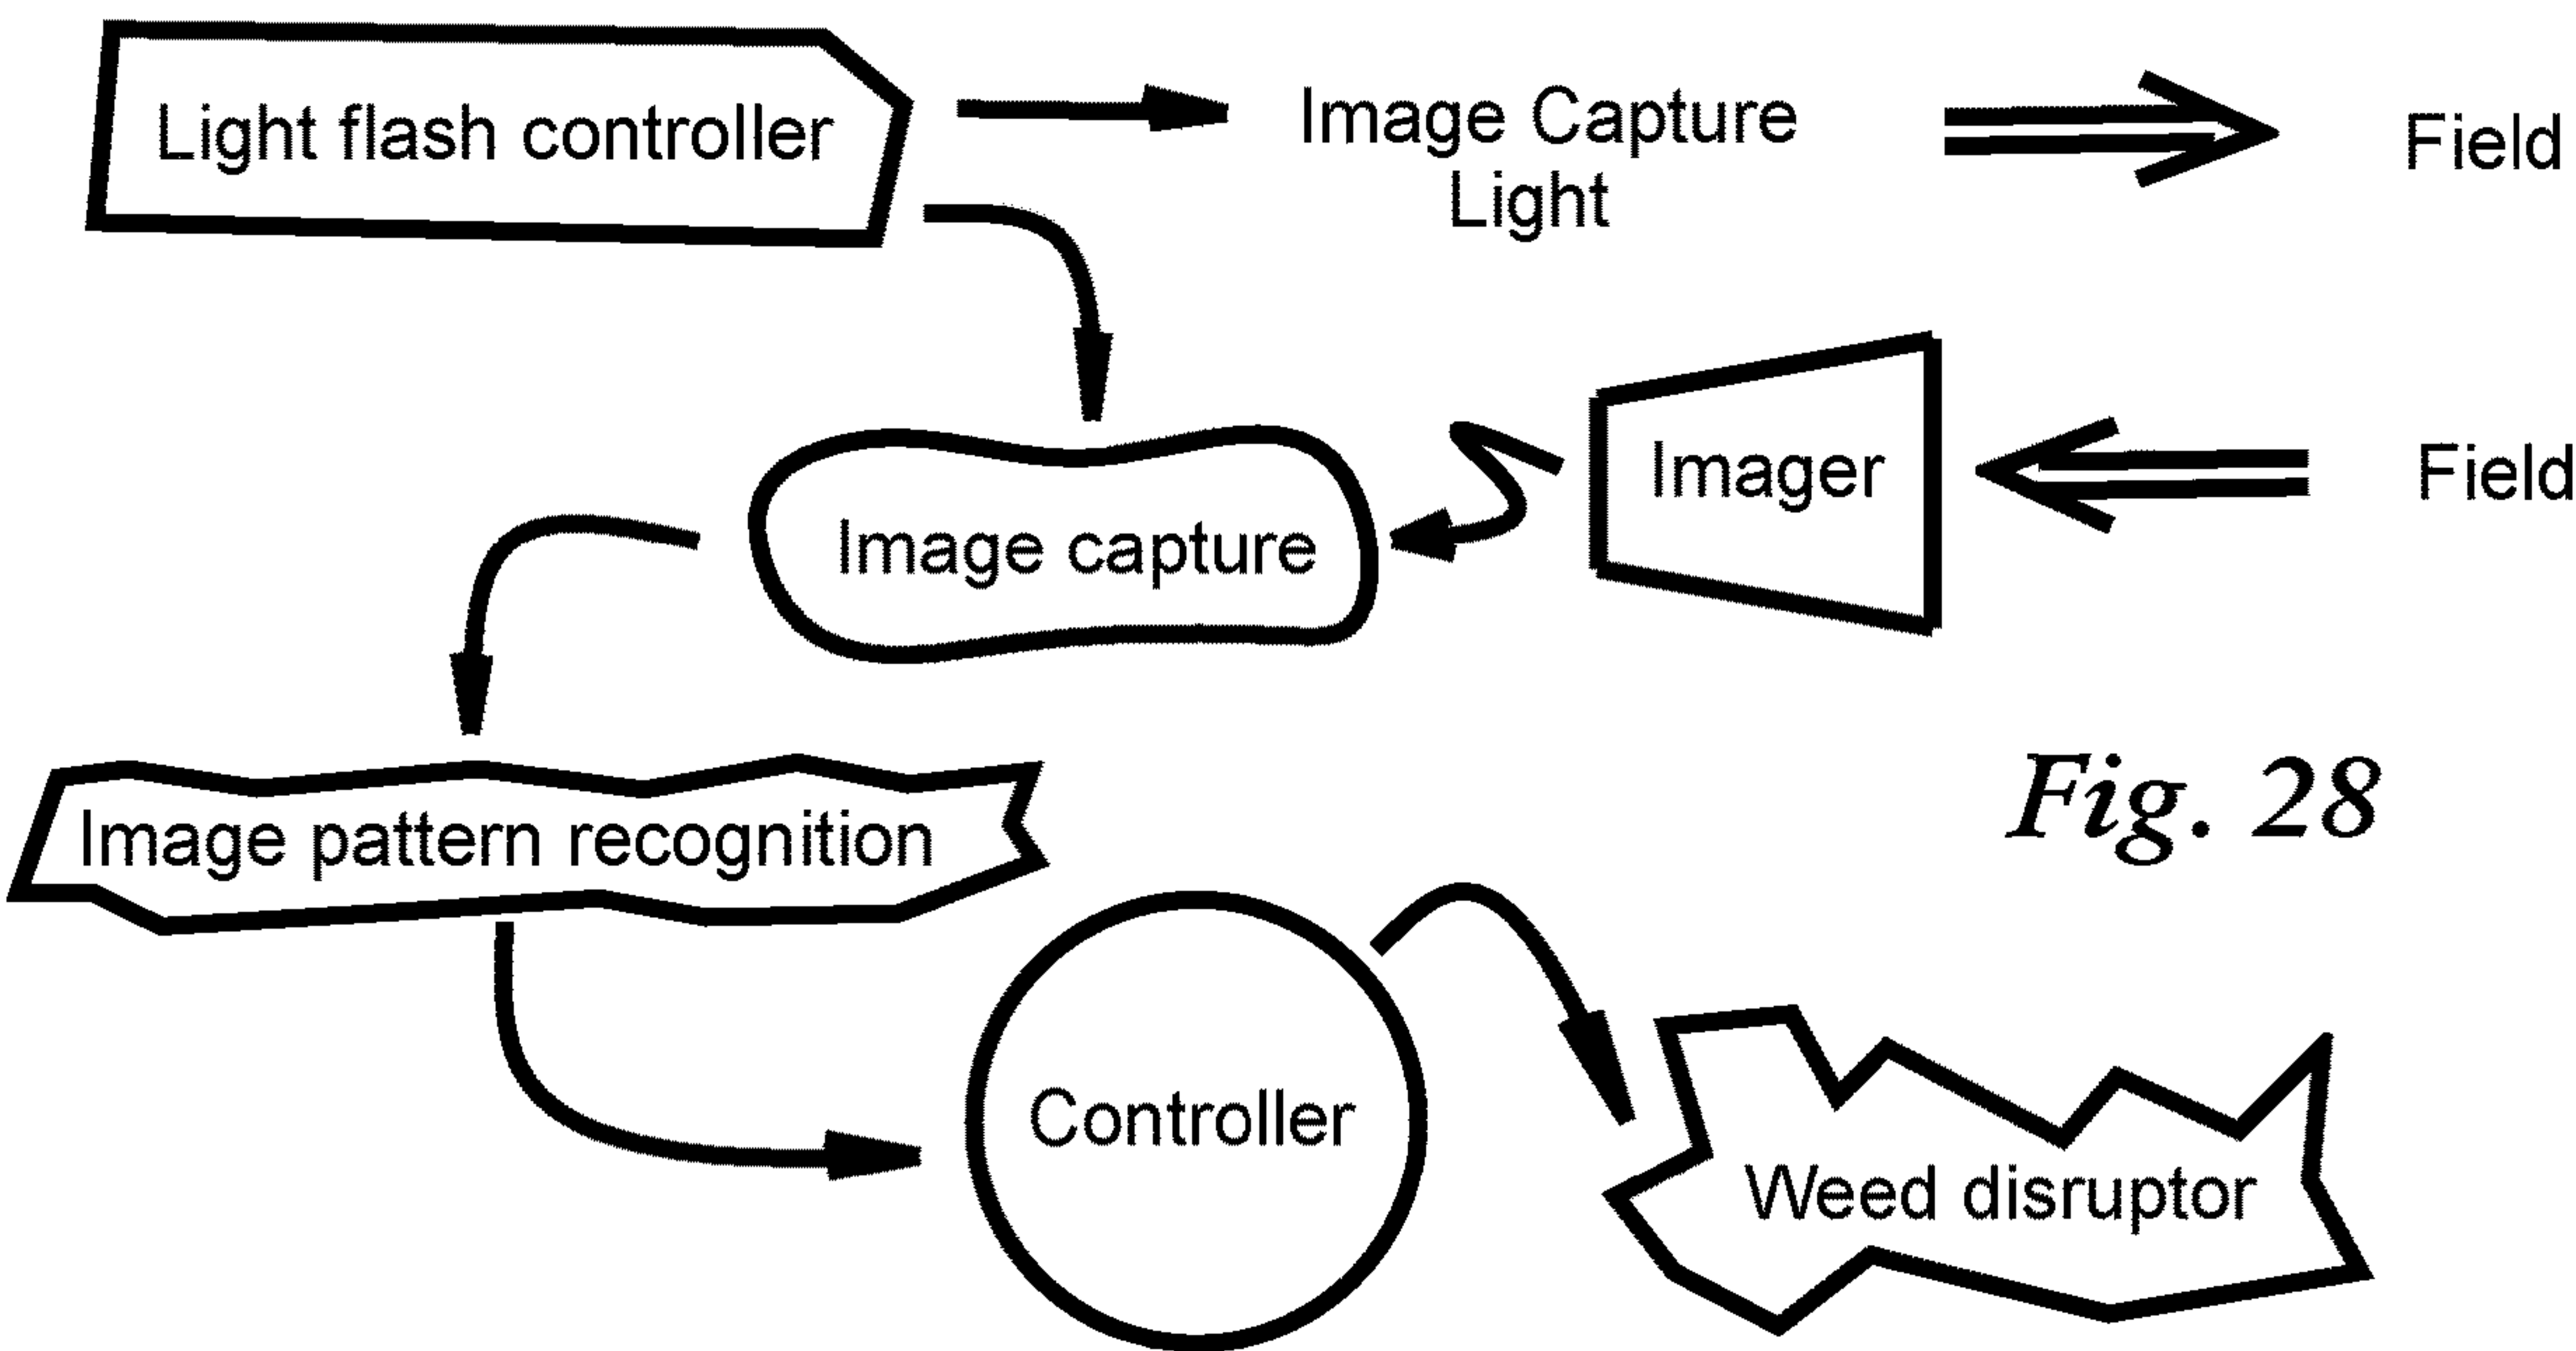 Light flash controller
Image Capture
Light
Field
Imager
Field
Image capture
Image pattern recognition
Fig. 28
Controller
Weed disruptor